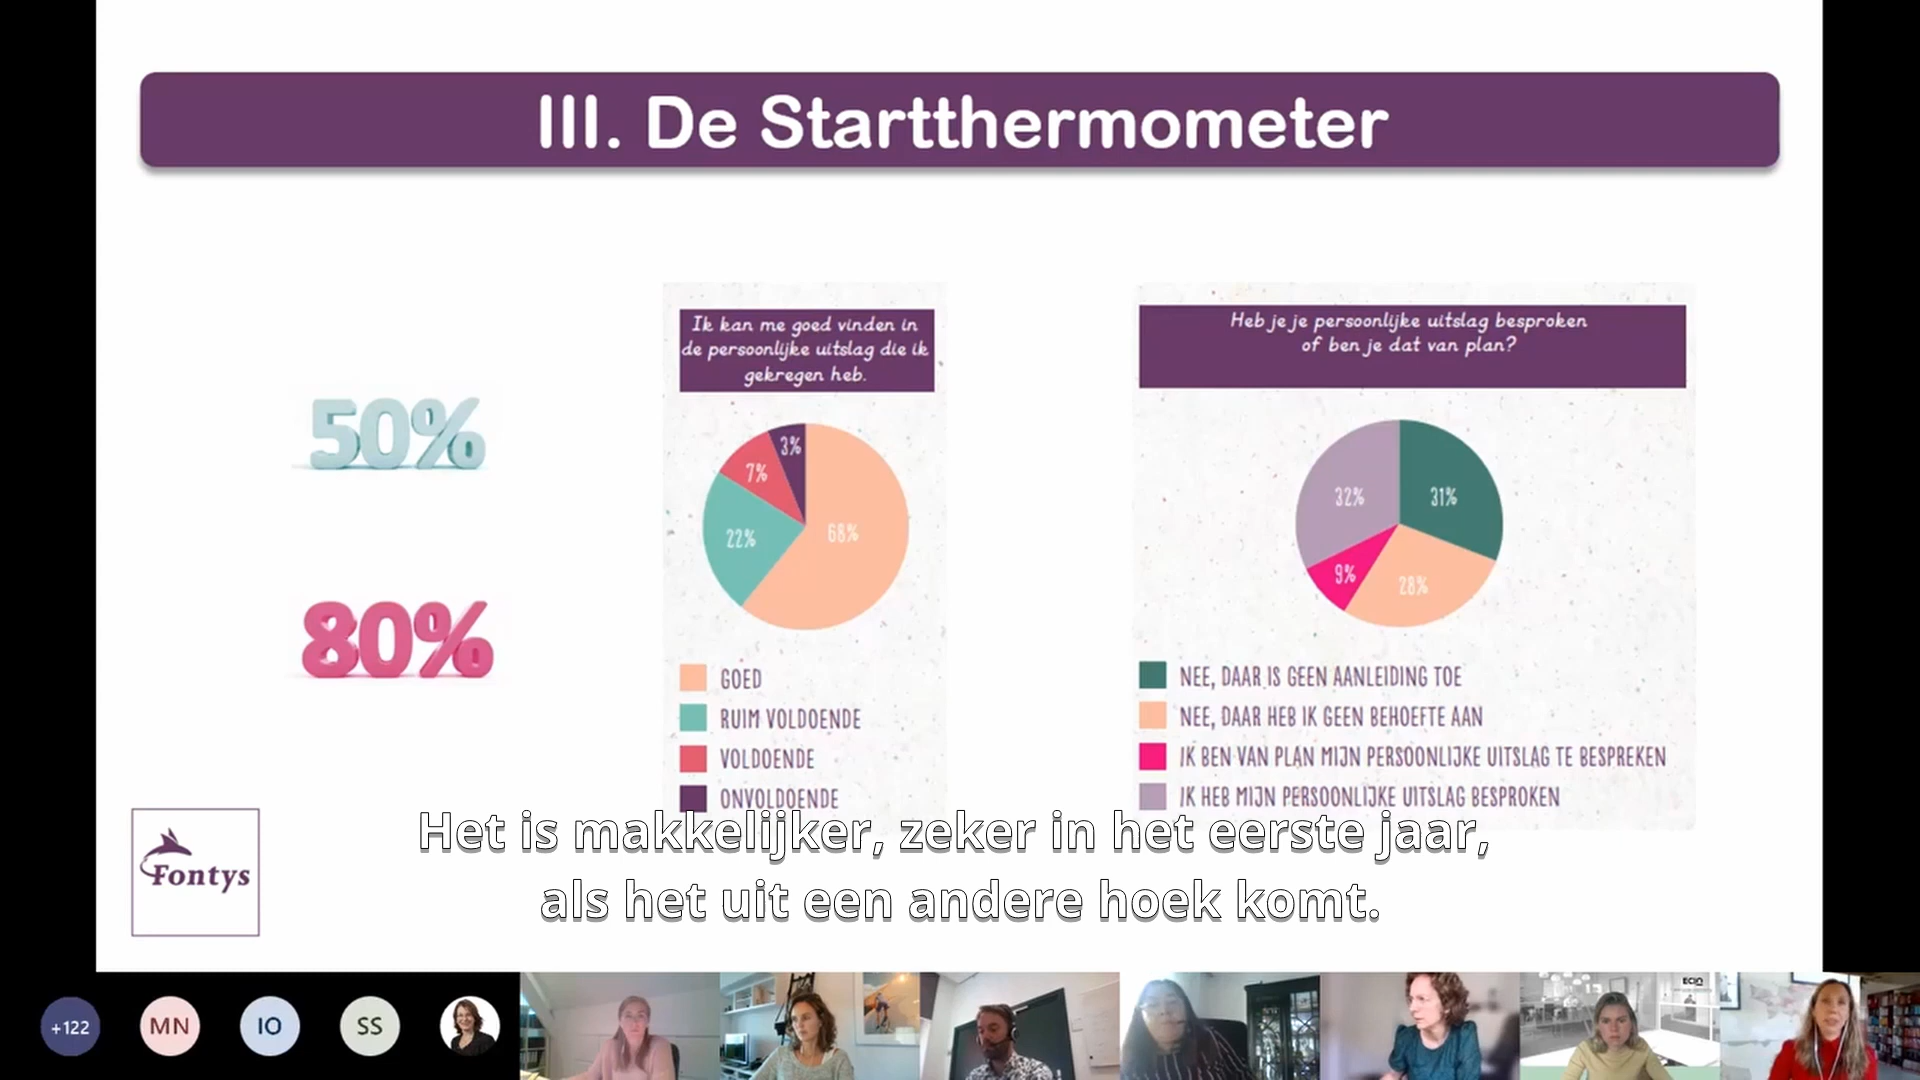 III. De Startthermometer
50%
80%
Ik kan me goed vinden in
de persoonlijke uitslag die ik
gekregen heb.
3%
7%
22%
68%
GOED
RUIM VOLDOENDE
VOLDOENDE
ONVOLDOENDE
Heb je je persoonlijke uitslag besproken
of ben je dat van plan?
32%
31%
9%
28%
NEE, DAAR IS GEEN AANLEIDING TOE
NEE, DAAR HEB IK GEEN BEHOEFTE AAN
IK BEN VAN PLAN MIJN PERSOONLIJKE UITSLAG TE BESPREKEN
IK HEB MIJN PERSOONLIJKE UITSLAG BESPROKEN
Fontys
Het is makkelijker, zeker in het eerste jaar,
als het uit een andere hoek komt.
+122
MN
IO
SS
ECIO